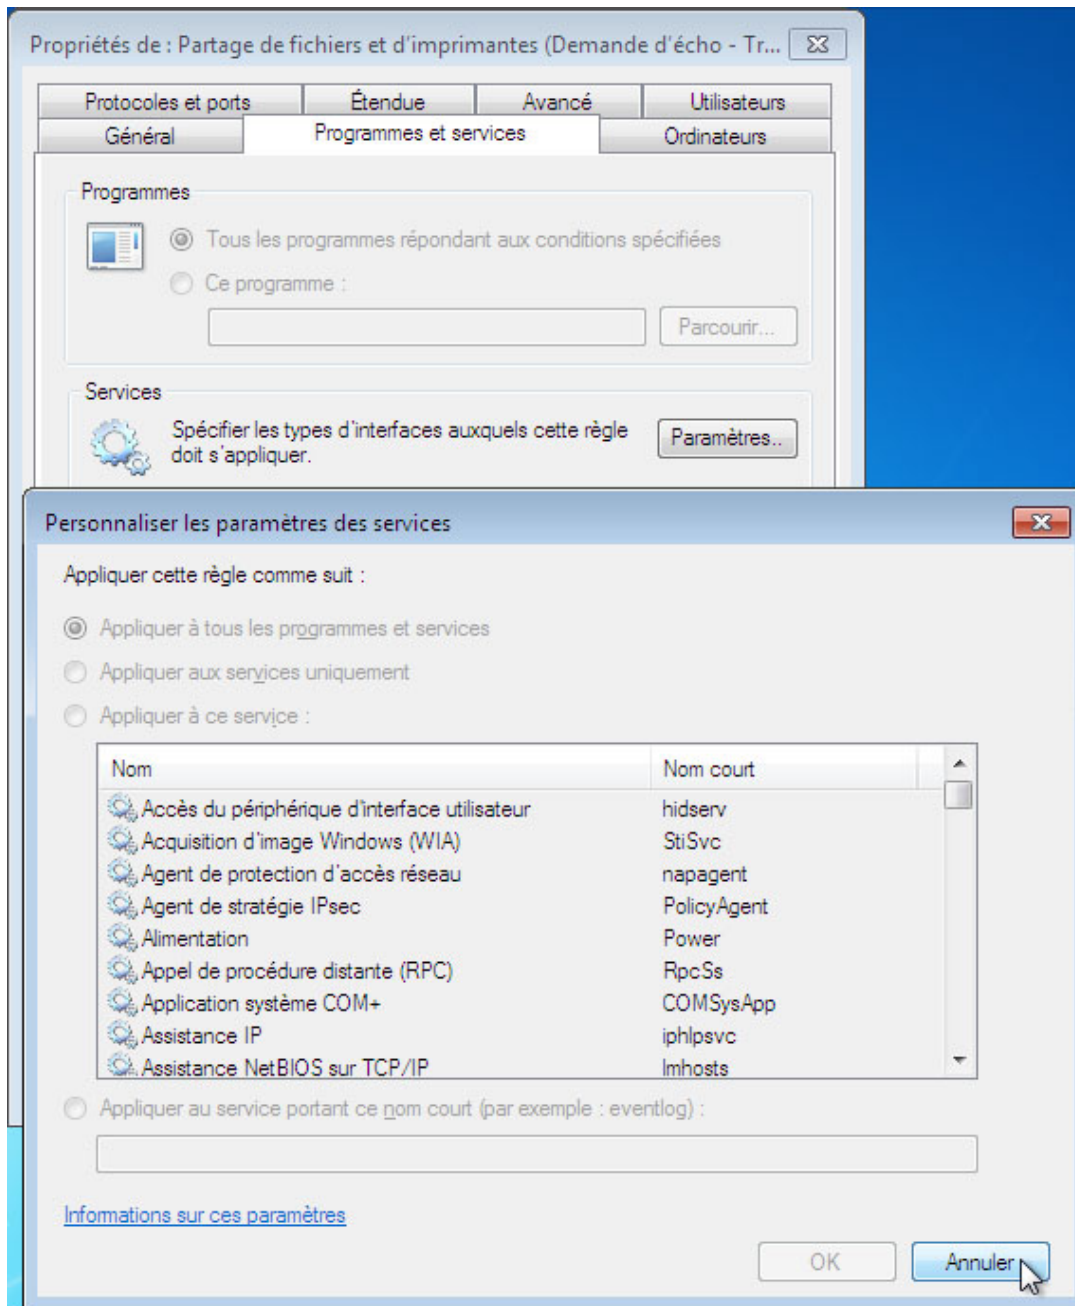 Propriétés de : Partage de fichiers et d'imprimantes (Demande d'écho - Tr...
Protocoles et ports Étendue Avancé Utilisateurs
Général Programmes et services Ordinateurs
Programmes
Tous les programmes répondant aux conditions spécifiées
Ce programme :
Parcourir...
Services
Spécifier les types d'interfaces auxquels cette règle
doit s'appliquer.
Paramètres..
Personnaliser les paramètres des services
Appliquer cette règle comme suit :
Appliquer à tous les programmes et services
Appliquer aux services uniquement
Appliquer à ce service :
Nom Nom court
Accès du périphérique d'interface utilisateur hidserv
Acquisition d'image Windows (WIA) StiSvc
Agent de protection d'accès réseau napagent
Agent de stratégie IPsec PolicyAgent
Alimentation Power
Appel de procédure distante (RPC) RpcSs
Application système COM+ COMSysApp
Assistance IP iphlpsvc
Assistance NetBIOS sur TCP/IP lmhosts
Appliquer au service portant ce nom court (par exemple : eventlog) :
Informations sur ces paramètres
OK Annuler